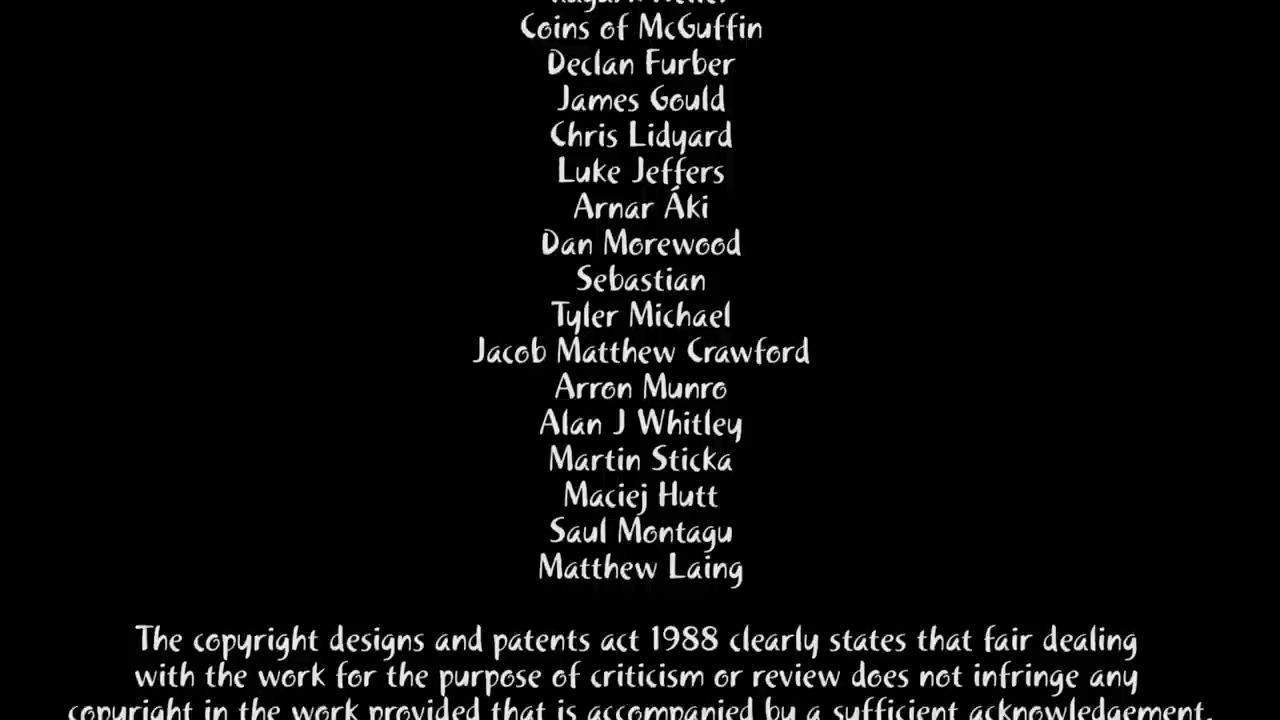 Coins of McGuffin
Declan Furber
James Gould
Chris Lidyard
Luke Jeffers
Arnar Áki
Dan Morewood
Sebastian
Tyler Michael
Jacob Matthew Crawford
Arron Munro
Alan J Whitley
Martin Sticka
Maciej Hutt
Saul Montagu
Matthew Laing
The copyright designs and patents act 1988 clearly states that fair dealing
with the work for the purpose of criticism or review does not infringe any
copyright in the work provided that is accompanied by a sufficient acknowledgement.